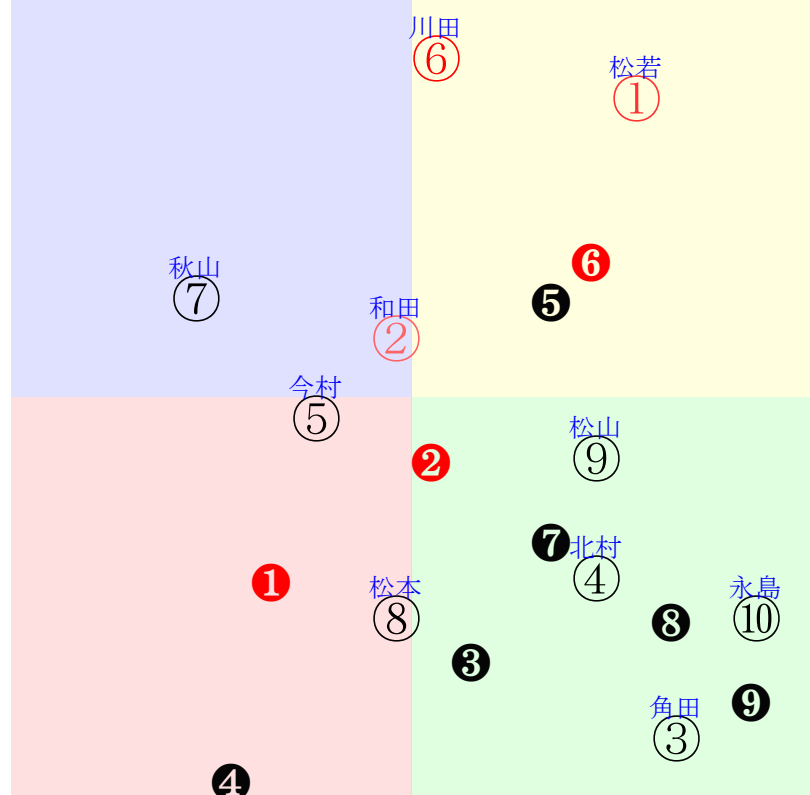 川田
⑥
松若
①
❻
秋山
⑦
❺
和田
②
今村
⑤
松山
⑨
❷
❼
北村
④
❶
松本
⑧
永島
⑩
❽
❸
角田
③
❾
❹